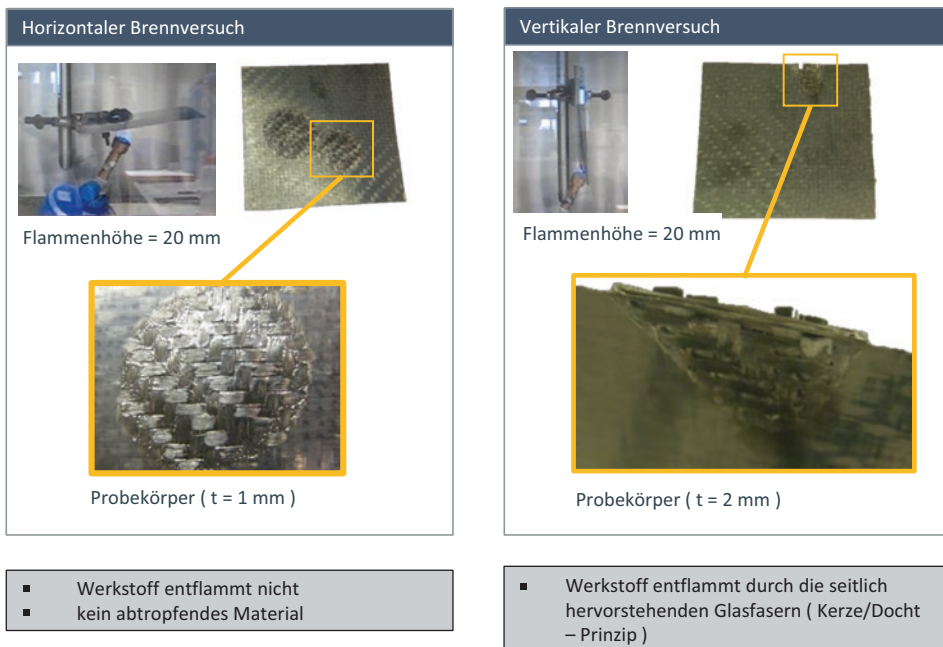 Horizontaler Brennversuch
Flammenhöhe = 20 mm
Probekörper ( t = 1 mm )
▪ Werkstoff entflammt nicht
▪ kein abtropfendes Material
Vertikaler Brennversuch
Flammenhöhe = 20 mm
Probekörper ( t = 2 mm )
▪ Werkstoff entflammt durch die seitlich
hervorstehenden Glasfasern ( Kerze/Docht
– Prinzip )